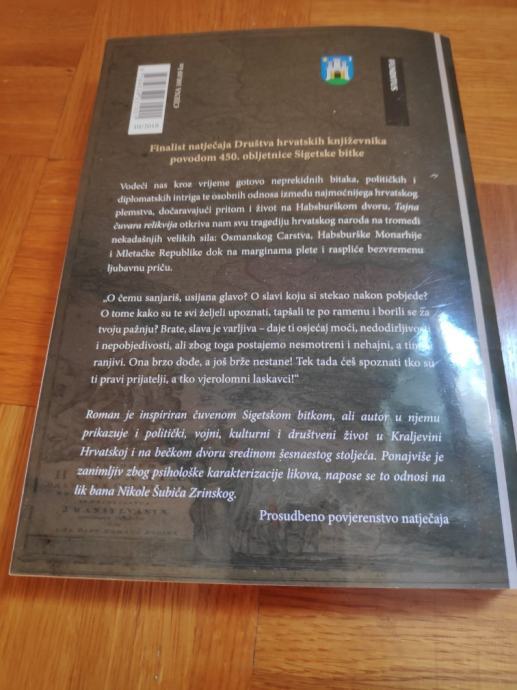 Finalist natječaja Društva hrvatskih književnika
povodom 450. obljetnice Sigetske bitke
Vodeći nas kroz vrijeme gotovo neprekidnih bitaka, političkih i
diplomatskih intriga te osobnih odnosa između najmoćnijega hrvatskog
plemstva, dočaravajući pritom i život na Habsburškom dvoru, Tajna
čuvara relikvija otkriva nam svu tragediju hrvatskog naroda na tromeđi
nekadašnjih velikih sila: Osmanskog Carstva, Habsburške Monarhije
i Mletačke Republike dok na marginama plete i raspliće bezvremenu
ljubavnu priču.
„O čemu sanjariš, usijana glavo? O slavi koju si stekao nakon pobjede?
O tome kako su te svi željeli upoznati, tapšali te po ramenu i borili se za
tvoju pažnju? Brate, slava je varljiva – daje ti osjećaj moći, nedodirljivosti
i nepobjedivosti, ali zbog toga postajemo nesmotreni i nehajni, a time
ranjivi. Ona brzo dođe, a još brže nestane! Tek tada ćeš spoznati tko su
ti pravi prijatelji, a tko vjerolomni laskavci!“
Roman je inspiriran čuvenom Sigetskom bitkom, ali autor u njemu
prikazuje i politički, vojni, kulturni i društveni život u Kraljevini
Hrvatskoj i na bečkom dvoru sredinom šesnaestog stoljeća. Ponajviše je
zanimljiv zbog psihološke karakterizacije likova, napose se to odnosi na
lik bana Nikole Šubića Zrinskog.
Prosudbeno povjerenstvo natječaja